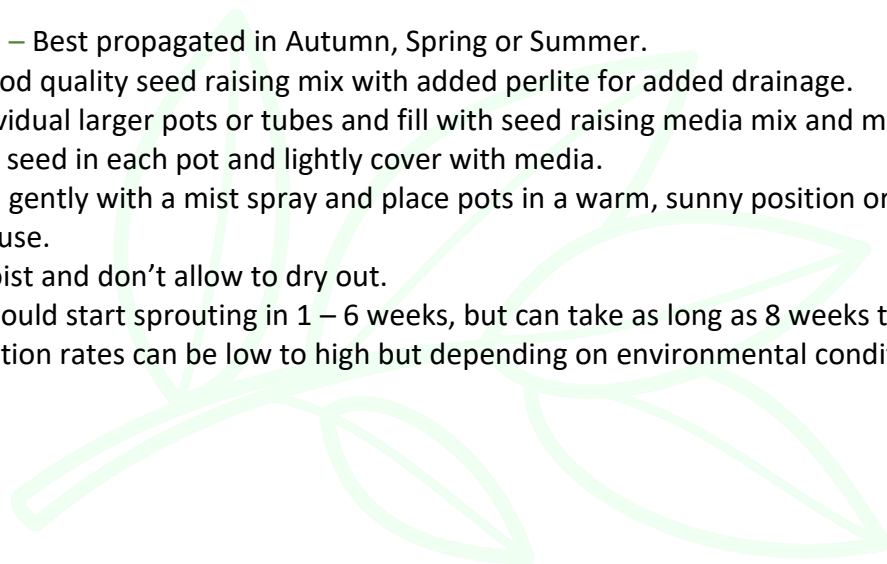 – Best propagated in Autumn, Spring or Summer.
od quality seed raising mix with added perlite for added drainage.
vidual larger pots or tubes and fill with seed raising media mix and m
seed in each pot and lightly cover with media.
gently with a mist spray and place pots in a warm, sunny position or
use.
oist and don’t allow to dry out.
ould start sprouting in 1 – 6 weeks, but can take as long as 8 weeks t
tion rates can be low to high but depending on environmental condi